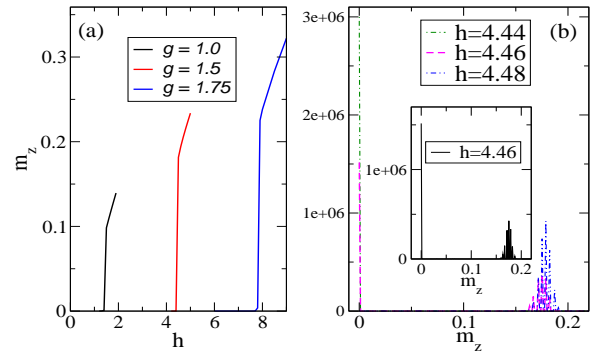 (a)
g = 1.0
g = 1.5
g = 1.75
0.3
0.2
0.1
0
m_z
0 2 4 6 8
h
(b)
h=4.44
h=4.46
h=4.48
3e+06
2e+06
1e+06
0
0 0.1 0.2
m_z
h=4.46
1e+06
0
0 0.1 0.2
m_z